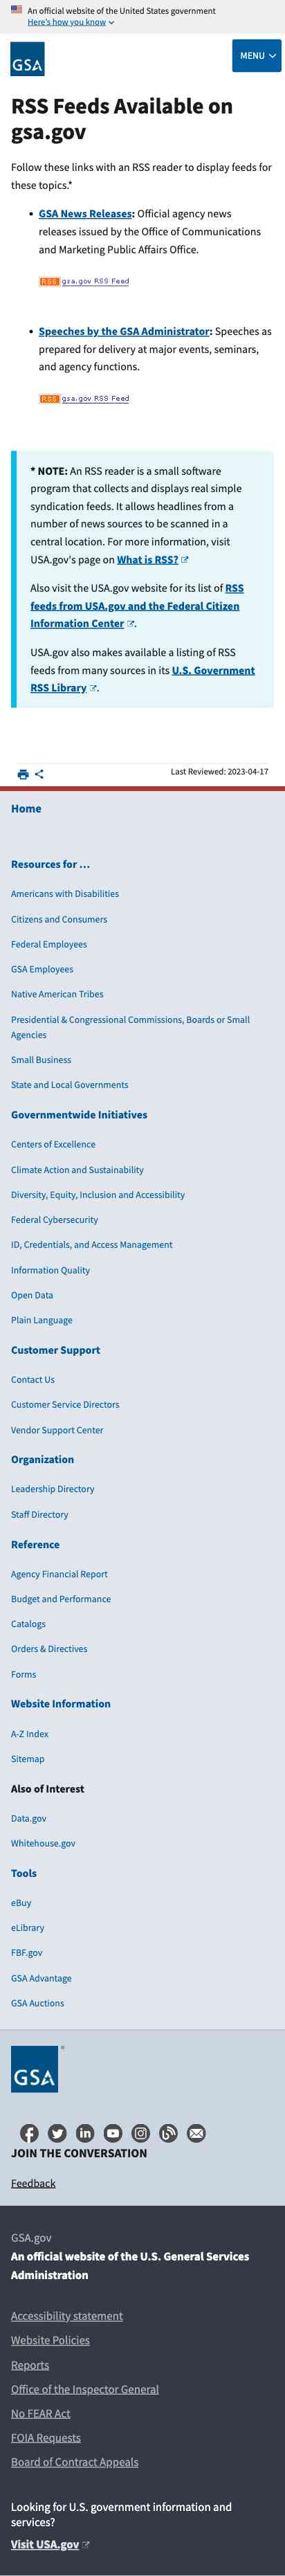 An official website of the United States government
Here's how you know
GSA
MENU
RSS Feeds Available on
gsa.gov
Follow these links with an RSS reader to display feeds for
these topics.*
• GSA News Releases: Official agency news
releases issued by the Office of Communications
and Marketing Public Affairs Office.
RSS gsa.gov RSS Feed
• Speeches by the GSA Administrator: Speeches as
prepared for delivery at major events, seminars,
and agency functions.
RSS gsa.gov RSS Feed
* NOTE: An RSS reader is a small software
program that collects and displays real simple
syndication feeds. It allows headlines from a
number of news sources to be scanned in a
central location. For more information, visit
USA.gov's page on What is RSS?
Also visit the USA.gov website for its list of RSS
feeds from USA.gov and the Federal Citizen
Information Center.
USA.gov also makes available a listing of RSS
feeds from many sources in its U.S. Government
RSS Library.
Last Reviewed: 2023-04-17
Home
Resources for …
Americans with Disabilities
Citizens and Consumers
Federal Employees
GSA Employees
Native American Tribes
Presidential & Congressional Commissions, Boards or Small
Agencies
Small Business
State and Local Governments
Governmentwide Initiatives
Centers of Excellence
Climate Action and Sustainability
Diversity, Equity, Inclusion and Accessibility
Federal Cybersecurity
ID, Credentials, and Access Management
Information Quality
Open Data
Plain Language
Customer Support
Contact Us
Customer Service Directors
Vendor Support Center
Organization
Leadership Directory
Staff Directory
Reference
Agency Financial Report
Budget and Performance
Catalogs
Orders & Directives
Forms
Website Information
A-Z Index
Sitemap
Also of Interest
Data.gov
Whitehouse.gov
Tools
eBuy
eLibrary
FBF.gov
GSA Advantage
GSA Auctions
GSA
JOIN THE CONVERSATION
Feedback
GSA.gov
An official website of the U.S. General Services
Administration
Accessibility statement
Website Policies
Reports
Office of the Inspector General
No FEAR Act
FOIA Requests
Board of Contract Appeals
Looking for U.S. government information and
services?
Visit USA.gov